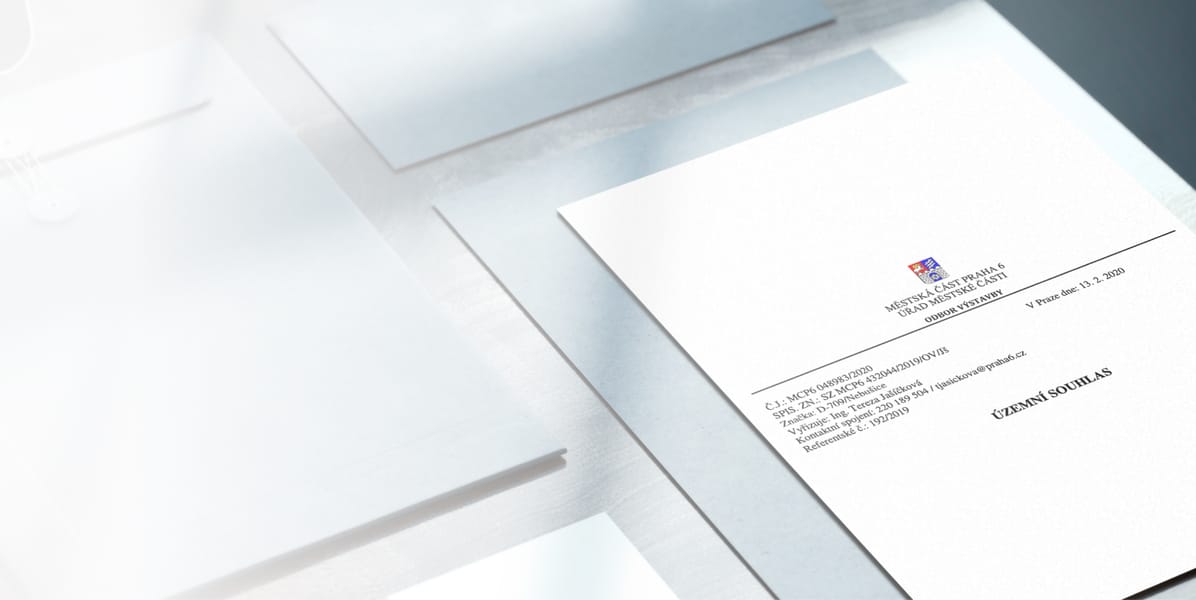 MĚSTSKÁ ČÁST PRAHA 6
ÚŘAD MĚSTSKÉ ČÁSTI
ODBOR VÝSTAVBY
V Praze dne: 13. 2. 2020
Č.J.: MCP6 048983/2020
SPIS. ZN.: SZ MCP6 432044/2019/OV/Jš
Značka: D-709/Nebušice
Vyřizuje: Ing. Tereza Jašíčková
Kontaktní spojení: 220 189 504 / tjasickova@praha6.cz
Referentské č.: 192/2019
ÚZEMNÍ SOUHLAS